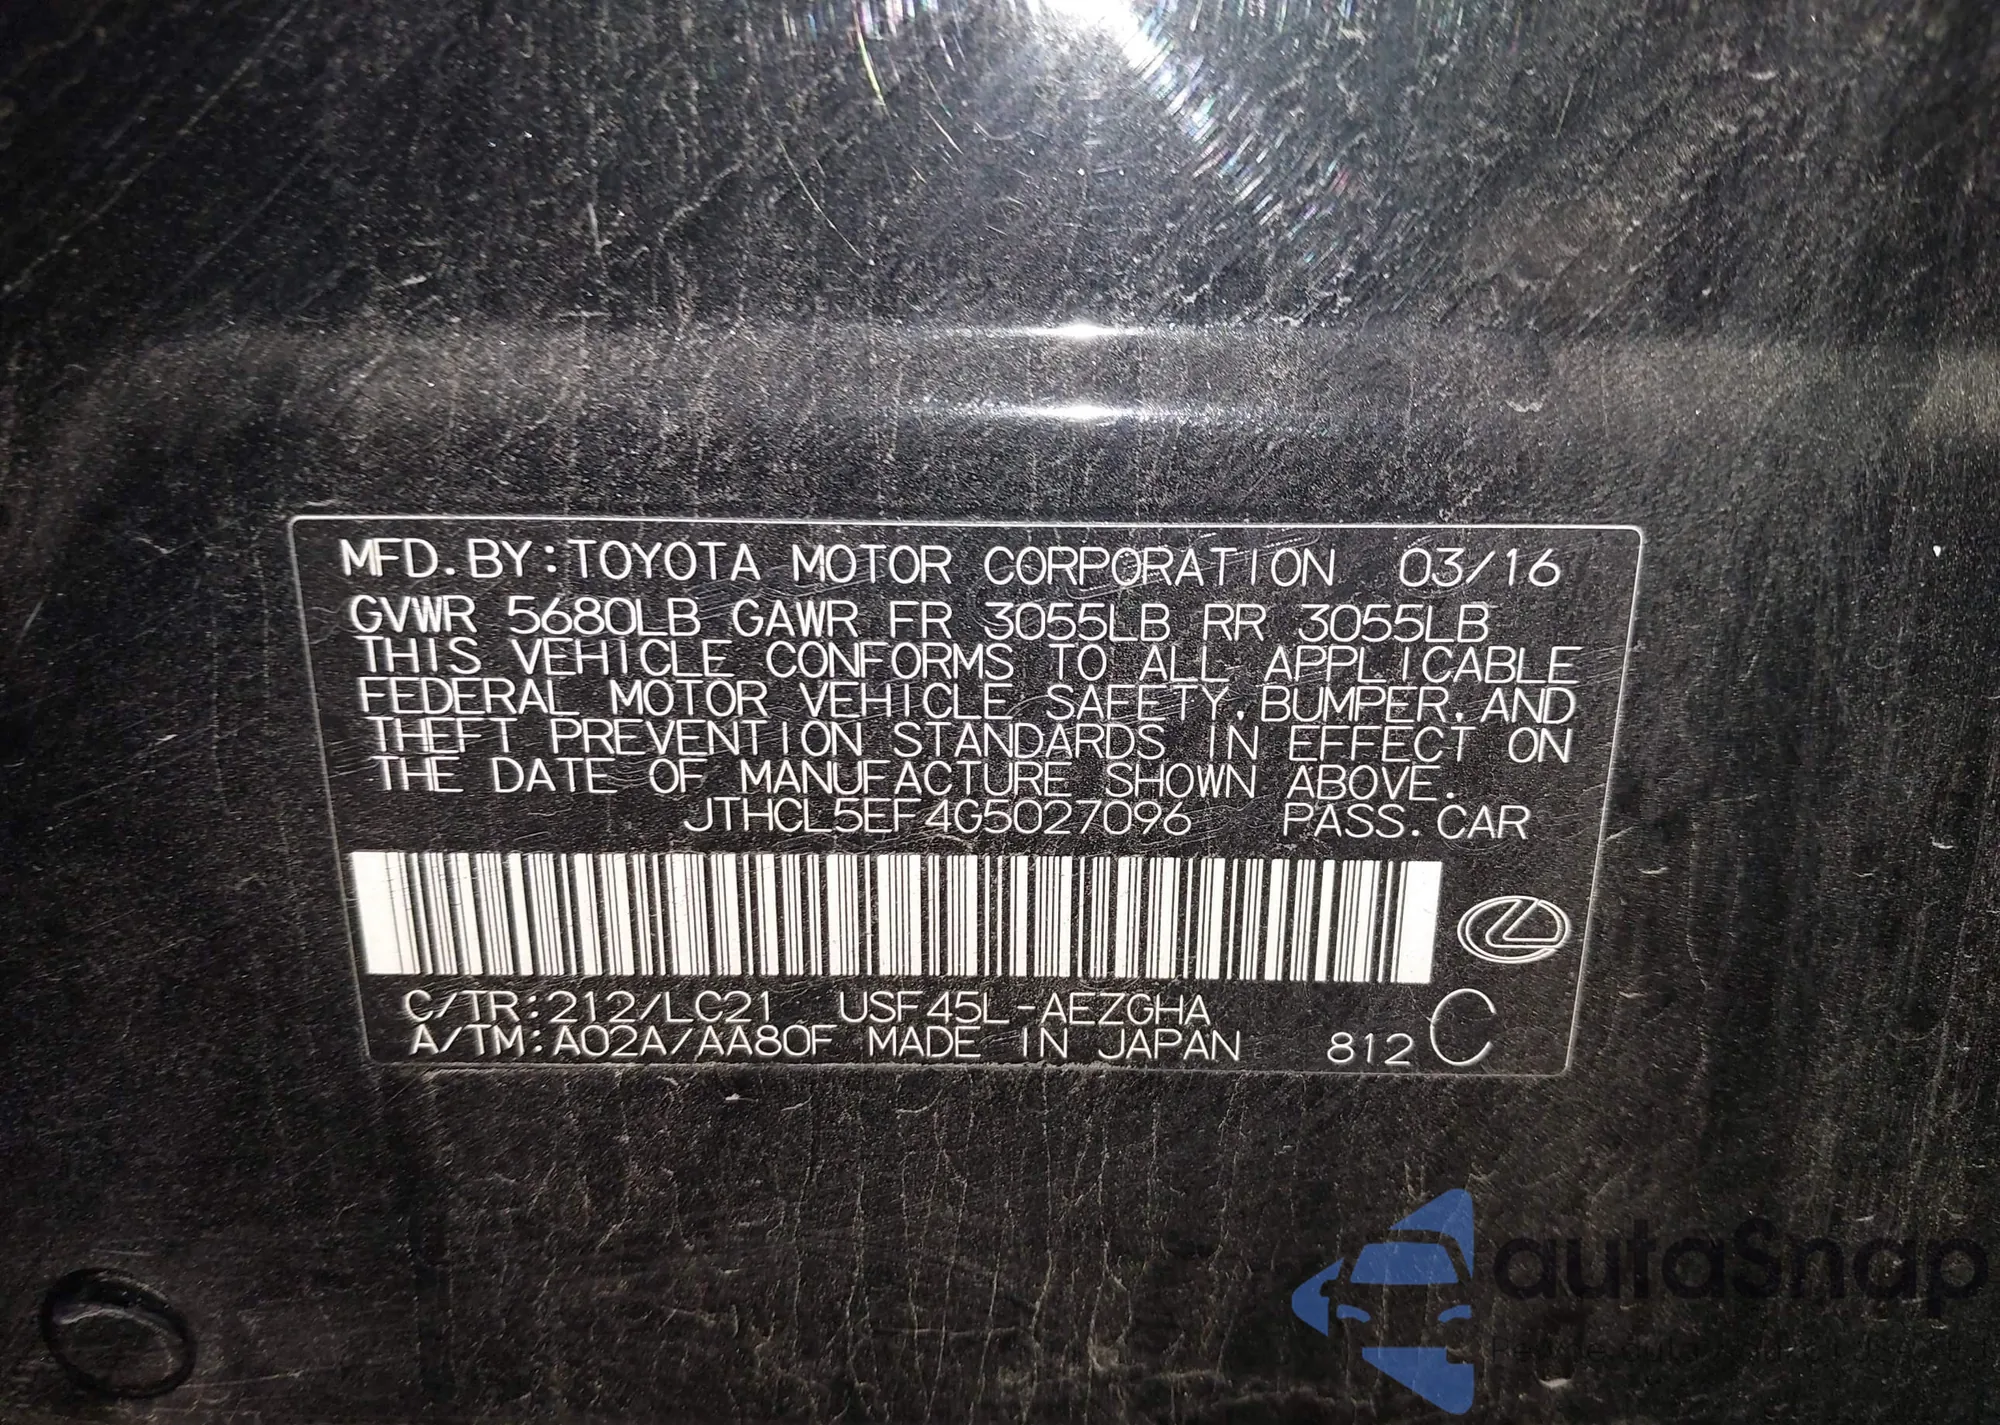 MFD.BY:TOYOTA MOTOR CORPORATION 03/16
GVWR 5680LB GAWR FR 3055LB RR 3055LB
THIS VEHICLE CONFORMS TO ALL APPLICABLE
FEDERAL MOTOR VEHICLE SAFETY,BUMPER,AND
THEFT PREVENTION STANDARDS IN EFFECT ON
THE DATE OF MANUFACTURE SHOWN ABOVE.
JTHCL5EF4G5027096 PASS.CAR
C/TR:212/LC21 USF45L-AEZGHA
A/TM:A02A/AA80F MADE IN JAPAN 812 C
autoSnap